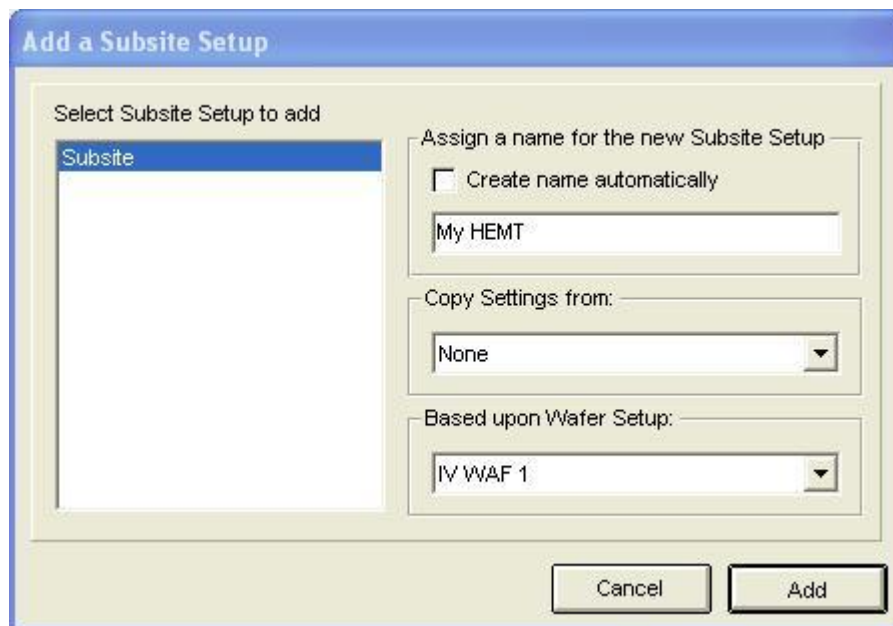 Add a Subsite Setup
Select Subsite Setup to add
Subsite
Assign a name for the new Subsite Setup
Create name automatically
My HEMT
Copy Settings from:
None
Based upon Wafer Setup:
IV WAF 1
Cancel
Add